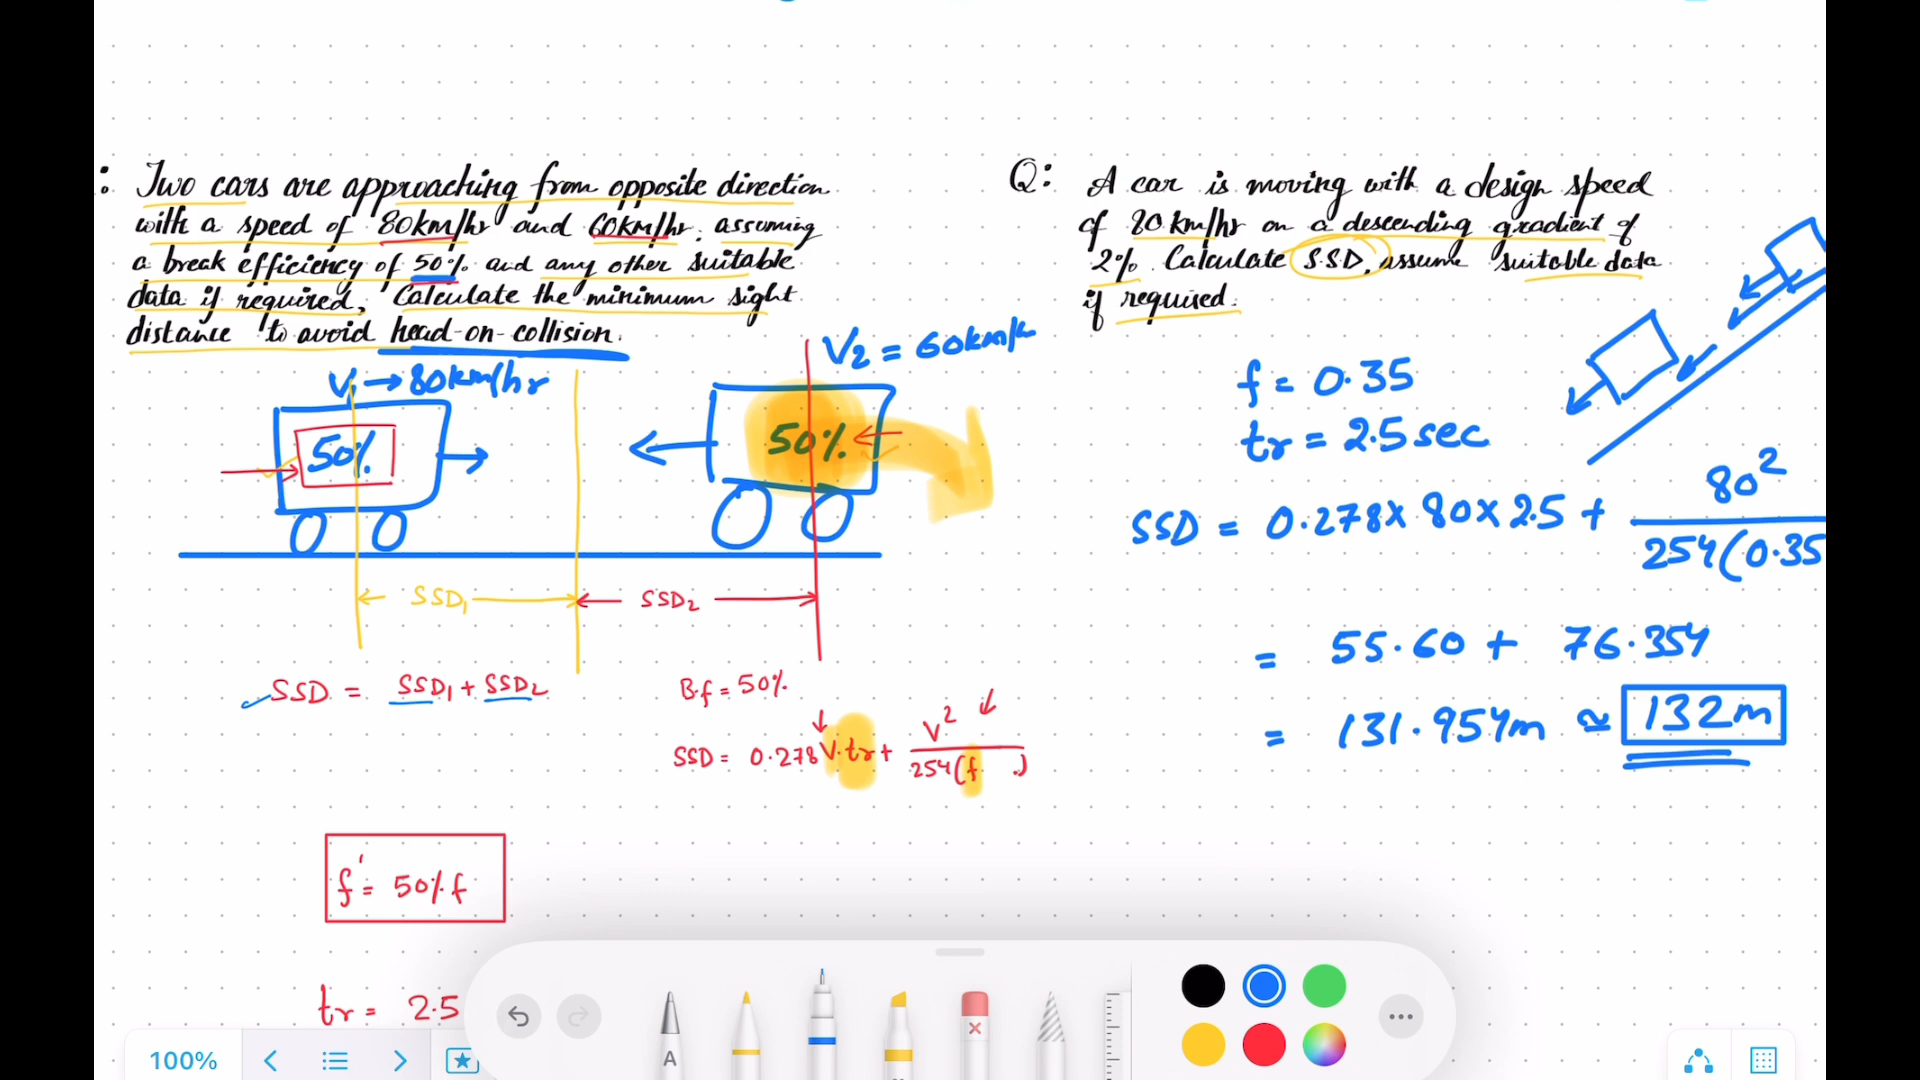 : Two cars are approaching from opposite direction
with a speed of 80km/hr and 60km/hr. assuming
a break efficiency of 50% and any other suitable
data if required, Calculate the minimum sight
distance to avoid head-on-collision.
V1 → 80km/hr
V2 = 60km/h
50%
50%
SSD1
SSD2
SSD = SSD1 + SSD2
B.f = 50%
SSD = 0.278 V.tr + V²
254(f .)
f' = 50% f
tr = 2.5
Q: A car is moving with a design speed
of 80 km/hr on a descending gradient of
2%. Calculate S.S.D, assume suitable data
if required.
f = 0.35
tr = 2.5 sec
SSD = 0.278 x 80 x 2.5 + 80²
254(0.35
= 55.60 + 76.354
= 131.954m ≈ 132m
A
100%